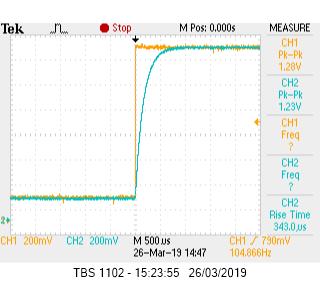 Tek Stop M Pos: 0.000s MEASURE
CH1
Pk-Pk
1.28V
CH2
Pk-Pk
1.23V
CH1
Freq
?
CH2
Freq
?
CH2
Rise Time
343.0µs
2
CH1 200mV CH2 200mV M 500µs CH1 / 790mV
26-Mar-19 14:47 104.866Hz
TBS 1102 - 15:23:55 26/03/2019